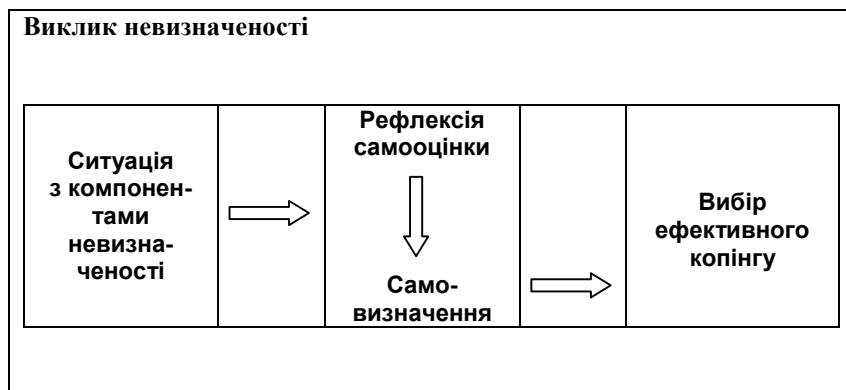 Виклик невизначеності
Ситуація
з компонен-
тами
невизна-
ченості
Рефлексія
самооцінки
Само-
визначення
Вибір
ефективного
копінгу